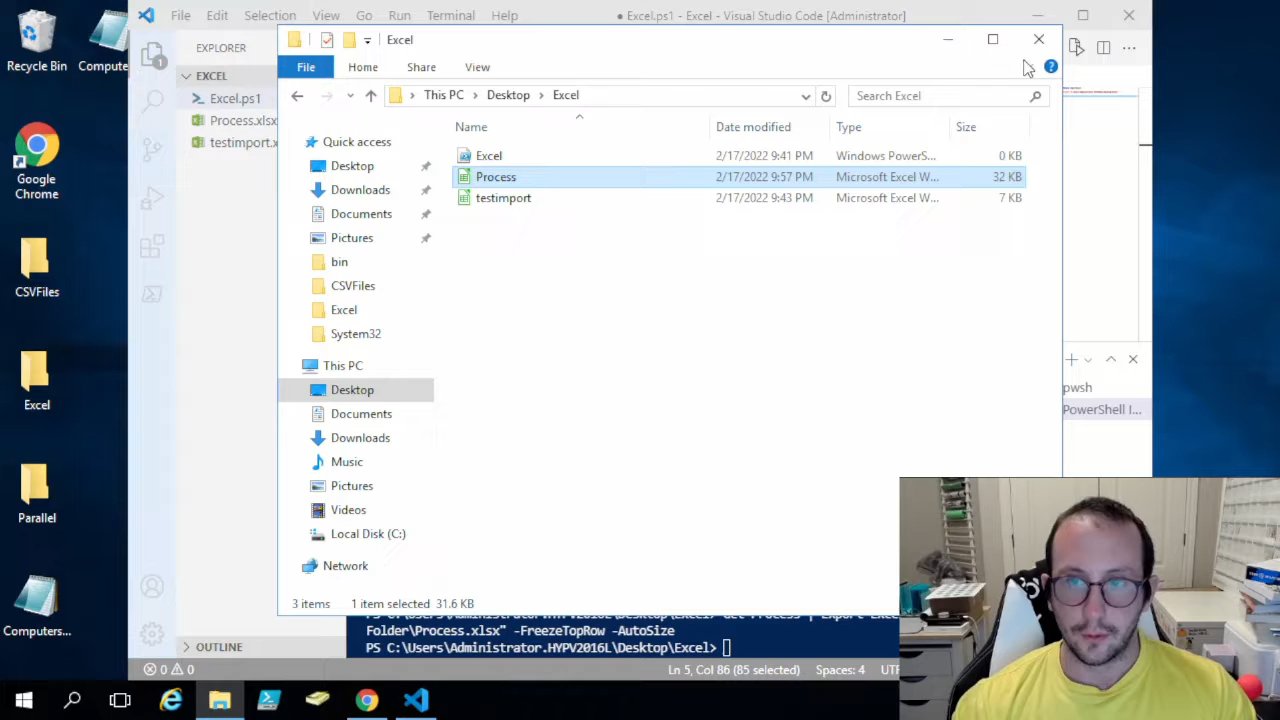 File Edit Selection View Go Run Terminal Help
● Excel.ps1 - Excel - Visual Studio Code [Administrator]
Recycle Bin
Compute
Google
Chrome
CSVFiles
Excel
Parallel
Computers...
EXPLORER
EXCEL
Excel.ps1
Process.xlsx
testimport.x
OUTLINE
Excel
File Home Share View
This PC > Desktop > Excel
Search Excel
Name Date modified Type Size
Excel 2/17/2022 9:41 PM Windows PowerS... 0 KB
Process 2/17/2022 9:57 PM Microsoft Excel W... 32 KB
testimport 2/17/2022 9:43 PM Microsoft Excel W... 7 KB
Quick access
Desktop
Downloads
Documents
Pictures
bin
CSVFiles
Excel
System32
This PC
Desktop
Documents
Downloads
Music
Pictures
Videos
Local Disk (C:)
Network
3 items 1 item selected 31.6 KB
pwsh
PowerShell I...
Folder\Process.xlsx" -FreezeTopRow -AutoSize
PS C:\Users\Administrator.HYPV2016L\Desktop\Excel>
0 0 Ln 5, Col 86 (85 selected) Spaces: 4 UTF